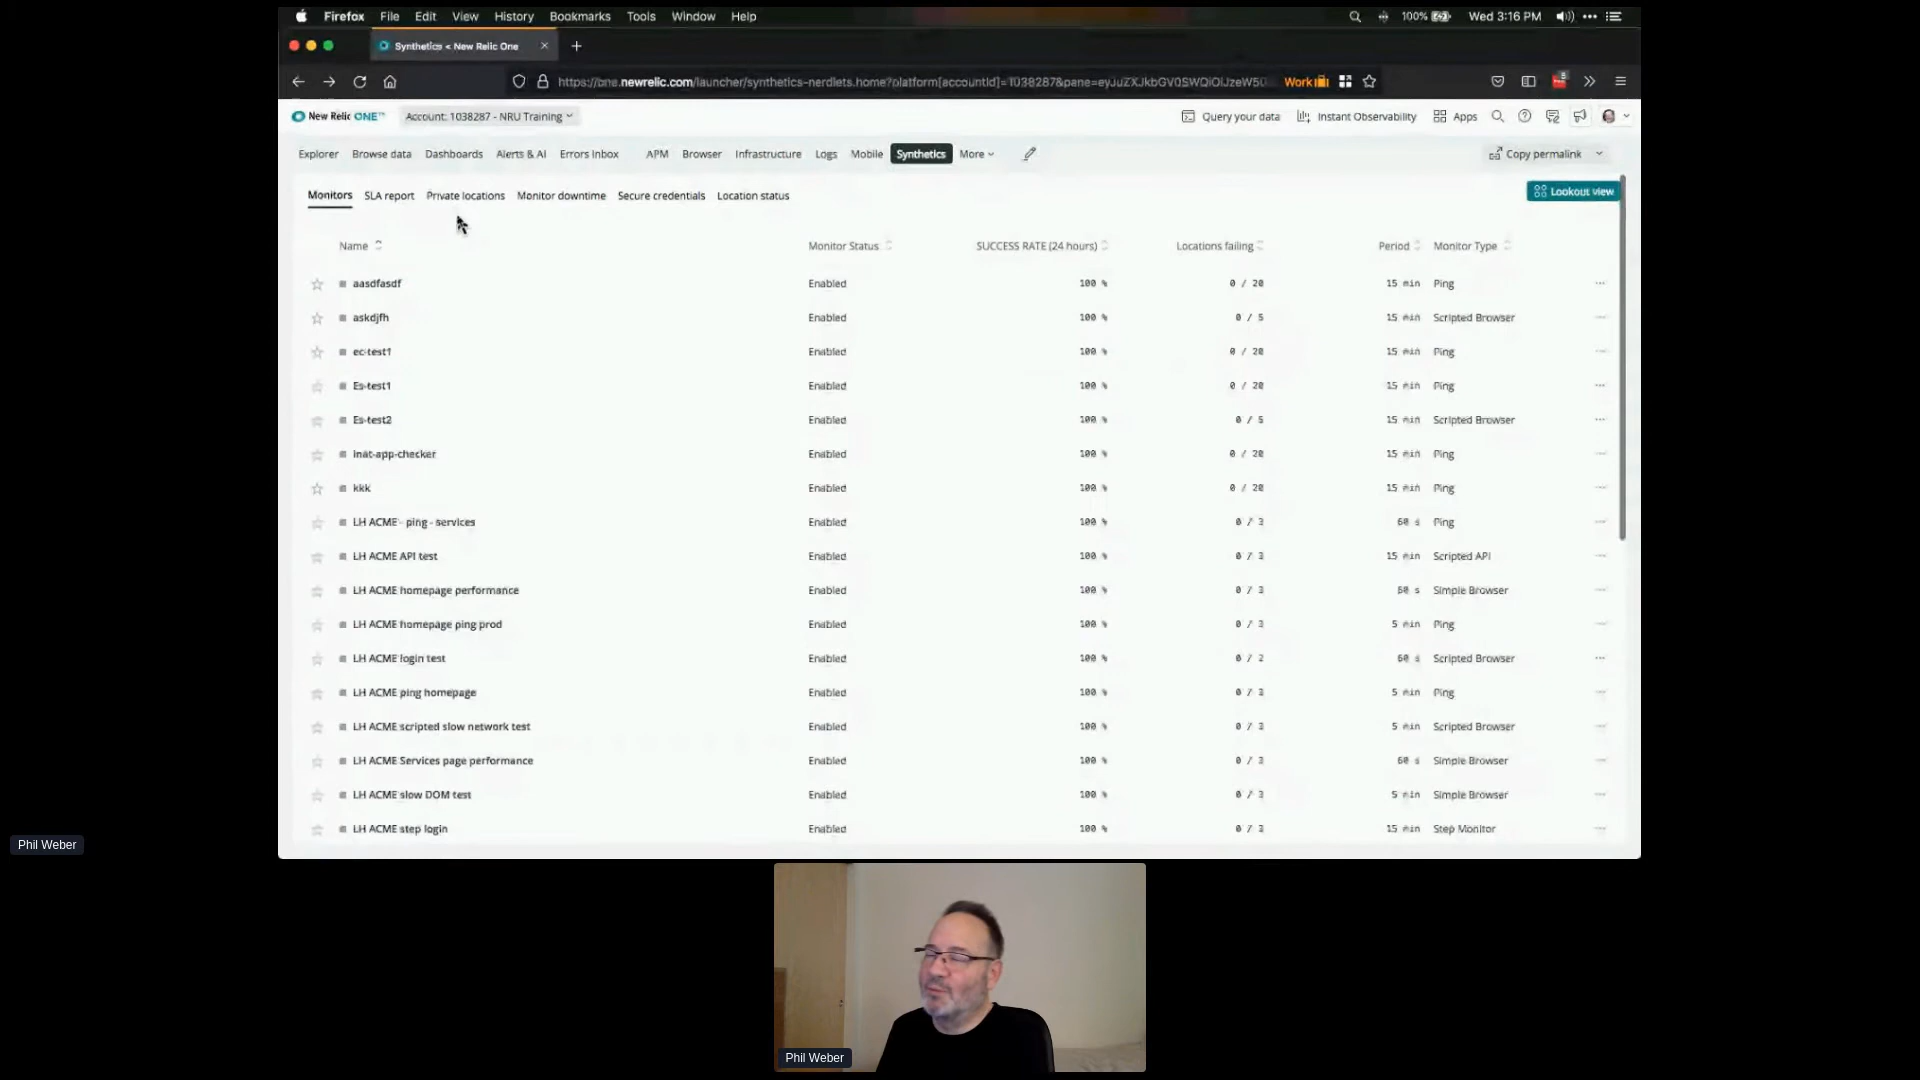 Firefox File Edit View History Bookmarks Tools Window Help 100% Wed 3:16 PM
Synthetics < New Relic One
https://one.newrelic.com/launcher/synthetics-nerdlets.home?platform[accountId]=1038287&pane= Work
New Relic ONE™ Account: 1038287 - NRU Training Query your data Instant Observability Apps
Explorer Browse data Dashboards Alerts & AI Errors inbox APM Browser Infrastructure Logs Mobile Synthetics More Copy permalink
Monitors SLA report Private locations Monitor downtime Secure credentials Location status Lookout view
Name Monitor Status SUCCESS RATE (24 hours) Locations failing Period Monitor Type
aasdfasdf Enabled 100 % 0 / 20 15 min Ping ...
askdjfh Enabled 100 % 0 / 5 15 min Scripted Browser ...
ec-test1 Enabled 100 % 0 / 20 15 min Ping ...
Es-test1 Enabled 100 % 0 / 20 15 min Ping ...
Es-test2 Enabled 100 % 0 / 5 15 min Scripted Browser ...
Inat-app-checker Enabled 100 % 0 / 20 15 min Ping ...
kkk Enabled 100 % 0 / 20 15 min Ping ...
LH ACME - ping - services Enabled 100 % 0 / 3 60 s Ping ...
LH ACME API test Enabled 100 % 0 / 3 15 min Scripted API ...
LH ACME homepage performance Enabled 100 % 0 / 3 60 s Simple Browser ...
LH ACME homepage ping prod Enabled 100 % 0 / 3 5 min Ping ...
LH ACME login test Enabled 100 % 0 / 2 60 s Scripted Browser ...
LH ACME ping homepage Enabled 100 % 0 / 3 5 min Ping ...
LH ACME scripted slow network test Enabled 100 % 0 / 3 5 min Scripted Browser ...
LH ACME Services page performance Enabled 100 % 0 / 3 60 s Simple Browser ...
LH ACME slow DOM test Enabled 100 % 0 / 3 5 min Simple Browser ...
LH ACME step login Enabled 100 % 0 / 3 15 min Step Monitor ...
Phil Weber
Phil Weber